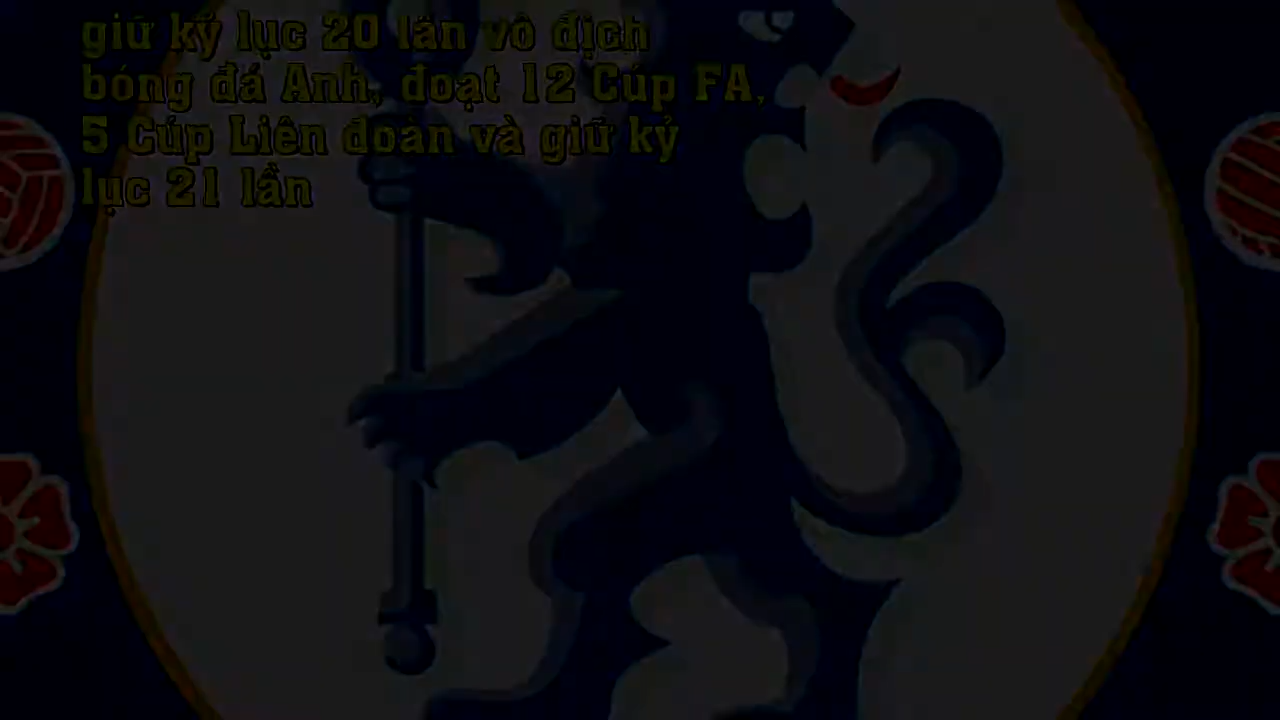 giữ kỷ lục 20 lần vô địch
bóng đá Anh, đoạt 12 Cúp FA,
5 Cúp Liên đoàn và giữ kỷ
lục 21 lần